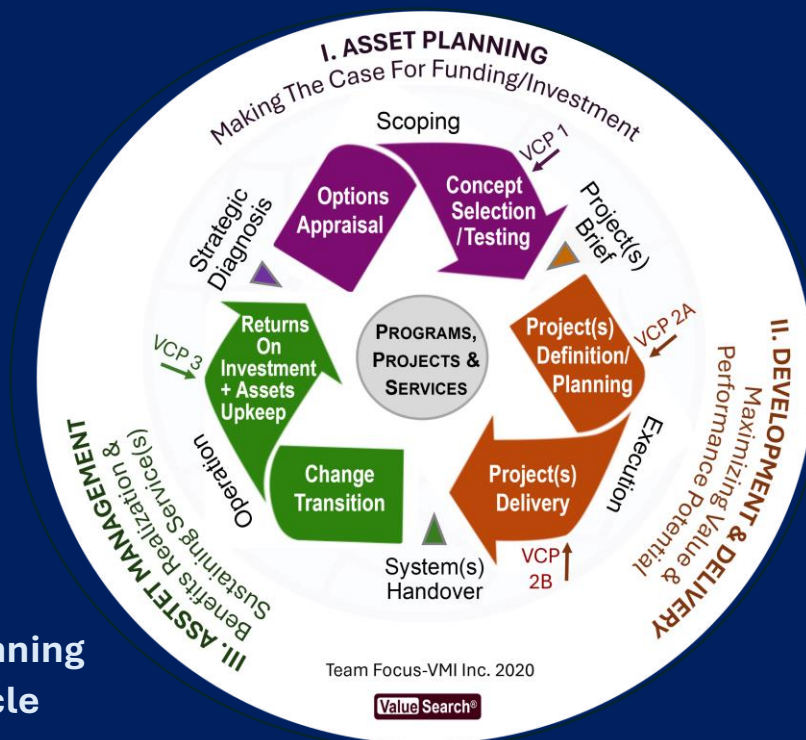 I. ASSET PLANNING
Making The Case For Funding/Investment
Scoping
VCP 1
Options
Appraisal
Concept
Selection
/Testing
Strategic
Diagnosis
Project(s)
Brief
Returns
On
Investment
+ Assets
Upkeep
PROGRAMS,
PROJECTS &
SERVICES
Project(s)
Definition/
Planning
VCP 2A
VCP 3
II. DEVELOPMENT & DELIVERY
Maximizing Value &
Performance Potential
Execution
Operation
Change
Transition
Project(s)
Delivery
VCP
2B
System(s)
Handover
III. ASSTET MANAGEMENT
Benefits Realization &
Sustaining Service(s)
Team Focus-VMI Inc. 2020
Value Search®